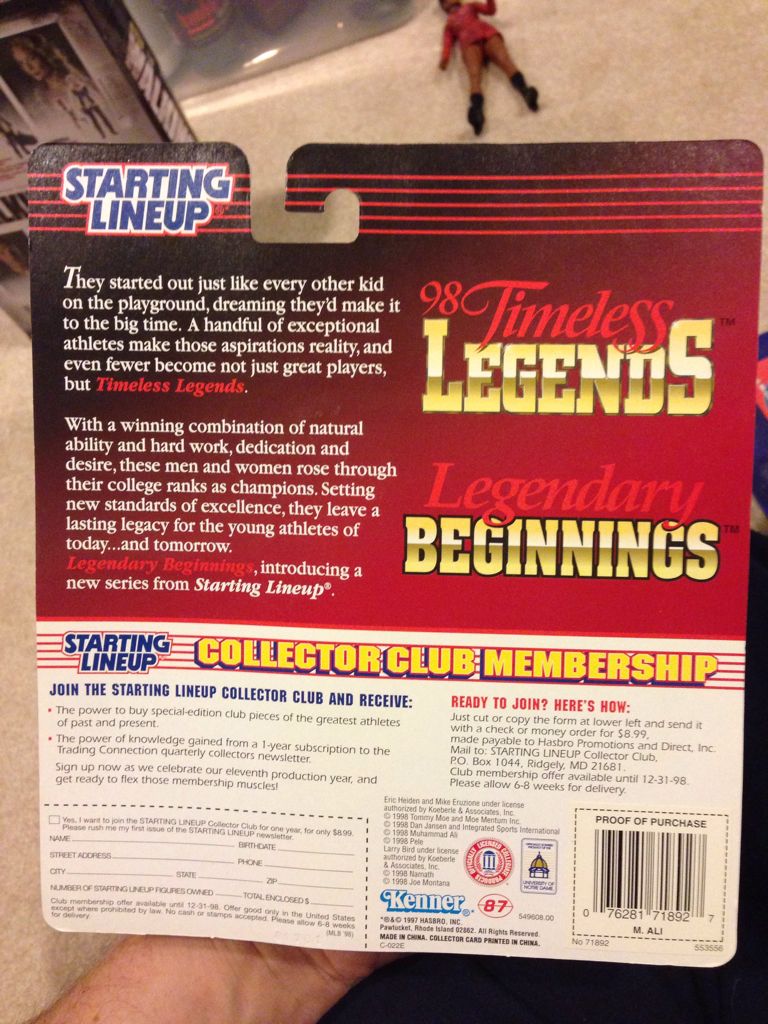 STARTING
LINEUP®
They started out just like every other kid
on the playground, dreaming they'd make it
to the big time. A handful of exceptional
athletes make those aspirations reality, and
even fewer become not just great players,
but Timeless Legends.
With a winning combination of natural
ability and hard work, dedication and
desire, these men and women rose through
their college ranks as champions. Setting
new standards of excellence, they leave a
lasting legacy for the young athletes of
today...and tomorrow.
Legendary Beginnings, introducing a
new series from Starting Lineup®.
98 Timeless
LEGENDS™
Legendary
BEGINNINGS™
STARTING
LINEUP
COLLECTOR CLUB MEMBERSHIP
JOIN THE STARTING LINEUP COLLECTOR CLUB AND RECEIVE:
• The power to buy special-edition club pieces of the greatest athletes
of past and present.
• The power of knowledge gained from a 1-year subscription to the
Trading Connection quarterly collectors newsletter.
Sign up now as we celebrate our eleventh production year, and
get ready to flex those membership muscles!
READY TO JOIN? HERE'S HOW:
Just cut or copy the form at lower left and send it
with a check or money order for $8.99,
made payable to Hasbro Promotions and Direct, Inc.
Mail to: STARTING LINEUP Collector Club,
P.O. Box 1044, Ridgely, MD 21681.
Club membership offer available until 12-31-98.
Please allow 6-8 weeks for delivery.
Yes, I want to join the STARTING LINEUP Collector Club for one year, for only $8.99.
Please rush me my first issue of the STARTING LINEUP newsletter.
NAME BIRTHDATE
STREET ADDRESS PHONE
CITY STATE ZIP
NUMBER OF STARTING LINEUP FIGURES OWNED TOTAL ENCLOSED $
Club membership offer available until 12-31-98. Offer good only in the United States
except where prohibited by law. No cash or stamps accepted. Please allow 6-8 weeks
for delivery. (MLB '98)
Eric Heiden and Mike Eruzione under license
authorized by Koeberle & Associates, Inc.
© 1998 Tommy Moe and Moe Mentum Inc.
© 1998 Dan Jansen and Integrated Sports International
© 1998 Muhammad Ali
© 1998 Pele
Larry Bird under license
authorized by Koeberle
& Associates, Inc.
© 1998 Namath
© 1998 Joe Montana
OFFICIALLY LICENSED COLLEGIATE PRODUCTS
UNIVERSITY OF
NOTRE DAME
Kenner®
87
549608.00
*®&© 1997 HASBRO, INC.
Pawtucket, Rhode Island 02862. All Rights Reserved.
MADE IN CHINA. COLLECTOR CARD PRINTED IN CHINA.
C-022E
PROOF OF PURCHASE
0 76281 71892 7
M. ALI
No 71892
553556